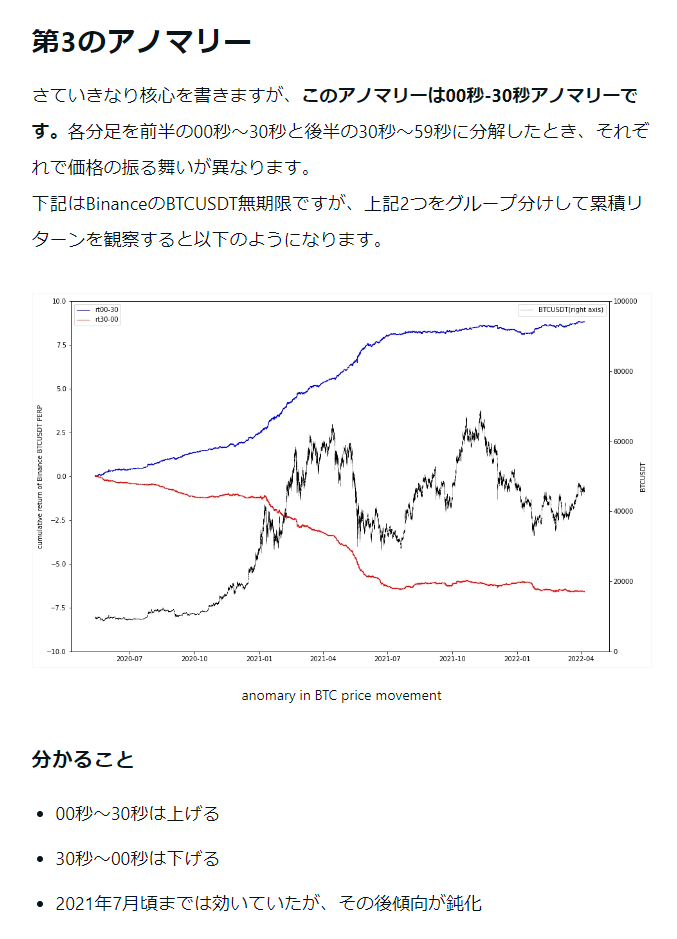 第3のアノマリー
さていきなり核心を書きますが、このアノマリーは00秒-30秒アノマリーで
す。各分足を前半の00秒〜30秒と後半の30秒〜59秒に分解したとき、それぞ
れで価格の振る舞いが異なります。
下記はBinanceのBTCUSDT無期限ですが、上記2つをグループ分けして累積リ
ターンを観察すると以下のようになります。
rt00-30
rt30-00
BTCUSDT(right axis)
cumulative return of Binance BTCUSDT PERP
10.0
7.5
5.0
2.5
0.0
−2.5
−5.0
−7.5
−10.0
100000
80000
60000
40000
20000
0
BTCUSDT
2020-07
2020-10
2021-01
2021-04
2021-07
2021-10
2022-01
2022-04
anomary in BTC price movement
分かること
00秒〜30秒は上げる
30秒〜00秒は下げる
2021年7月頃までは効いていたが、その後傾向が鈍化